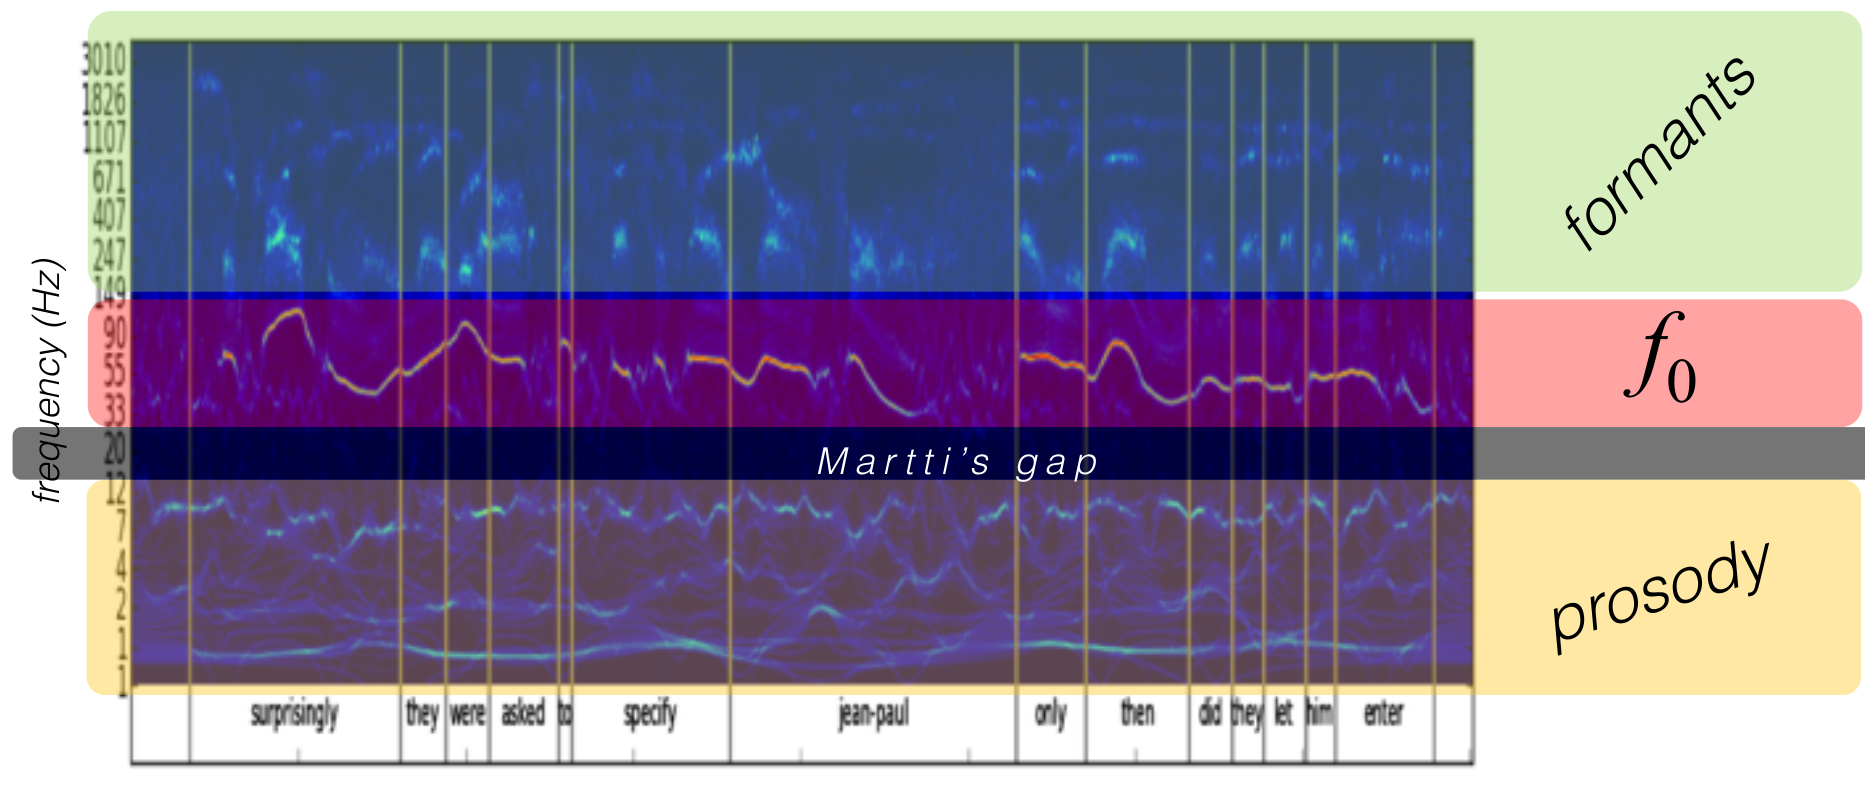 3010
1826
1107
671
407
247
149
90
55
33
20
12
7
4
2
1
1
frequency (Hz)
formants
f0
Martti's gap
prosody
surprisingly they were asked to specify jean-paul only then did they let him enter